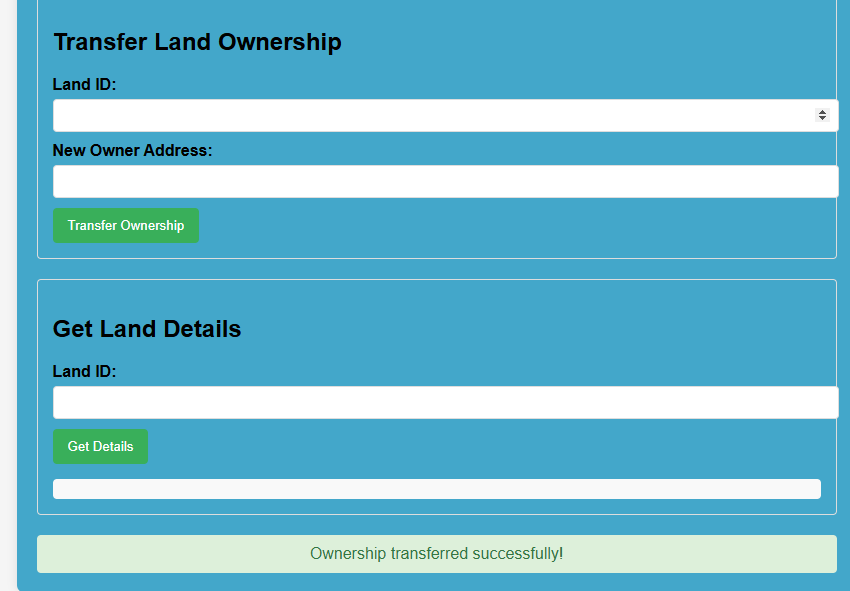 Transfer Land Ownership
Land ID:
New Owner Address:
Transfer Ownership
Get Land Details
Land ID:
Get Details
Ownership transferred successfully!